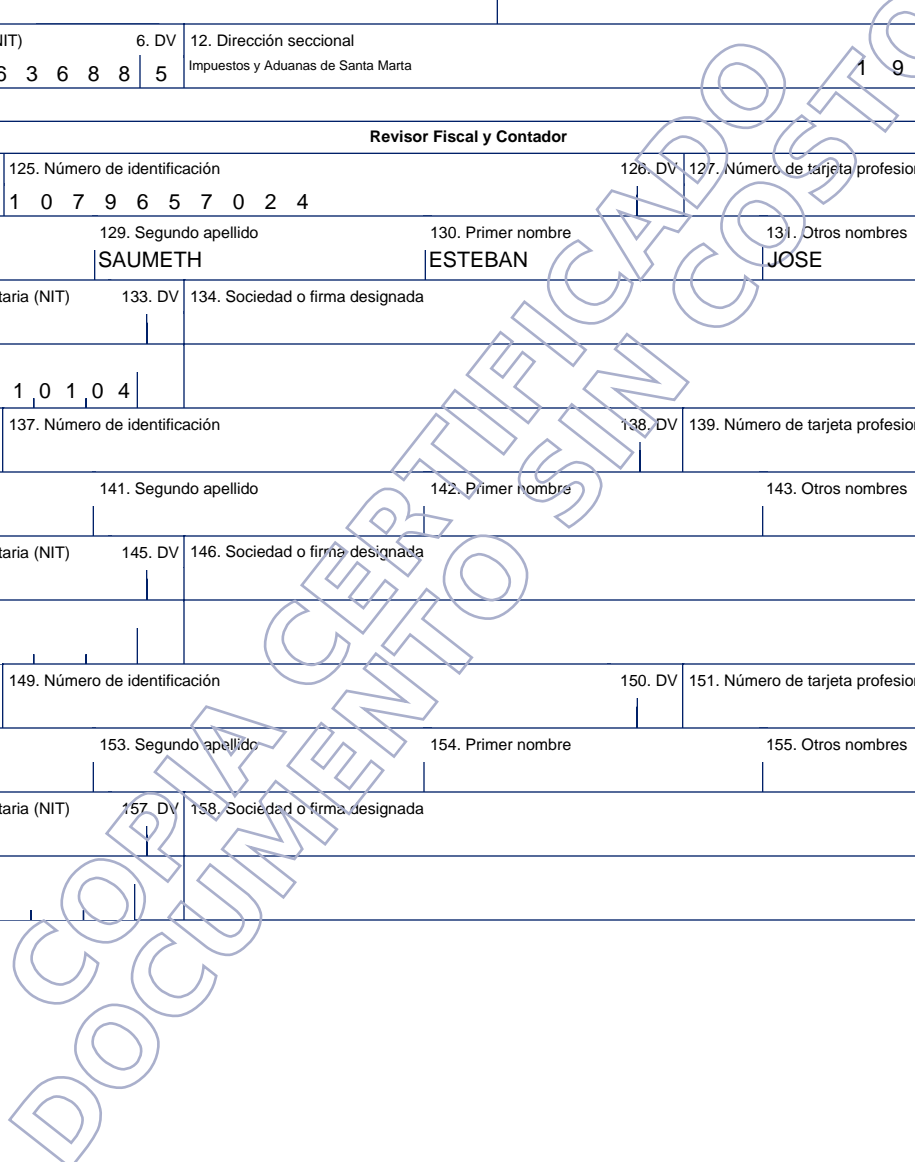 NIT) 6. DV 12. Dirección seccional
6 3 6 8 8 5 Impuestos y Aduanas de Santa Marta 1 9
Revisor Fiscal y Contador
125. Número de identificación 126. DV 127. Número de tarjeta profesion
1 0 7 9 6 5 7 0 2 4
129. Segundo apellido 130. Primer nombre 131. Otros nombres
SAUMETH ESTEBAN JOSE
taria (NIT) 133. DV 134. Sociedad o firma designada
1 0 1 0 4
137. Número de identificación 138. DV 139. Número de tarjeta profesion
141. Segundo apellido 142. Primer nombre 143. Otros nombres
taria (NIT) 145. DV 146. Sociedad o firma designada
149. Número de identificación 150. DV 151. Número de tarjeta profesion
153. Segundo apellido 154. Primer nombre 155. Otros nombres
taria (NIT) 157. DV 158. Sociedad o firma designada
COPIA CERTIFICADO
DOCUMENTO SIN COSTO